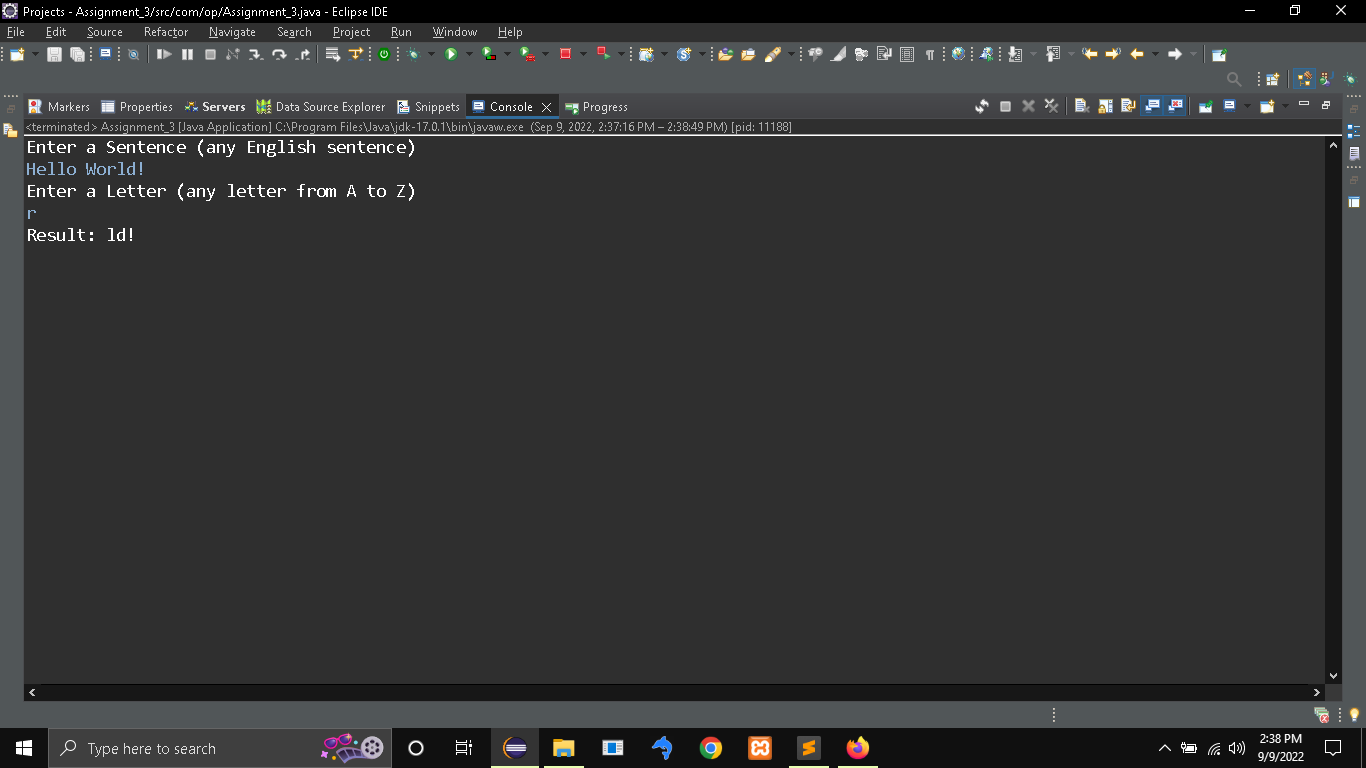 Projects - Assignment_3/src/com/op/Assignment_3.java - Eclipse IDE
File Edit Source Refactor Navigate Search Project Run Window Help
Markers Properties Servers Data Source Explorer Snippets Console Progress
<terminated> Assignment_3 [Java Application] C:\Program Files\Java\jdk-17.0.1\bin\javaw.exe (Sep 9, 2022, 2:37:16 PM – 2:38:49 PM) [pid: 11188]
Enter a Sentence (any English sentence)
Hello World!
Enter a Letter (any letter from A to Z)
r
Result: ld!
Type here to search
2:38 PM
9/9/2022